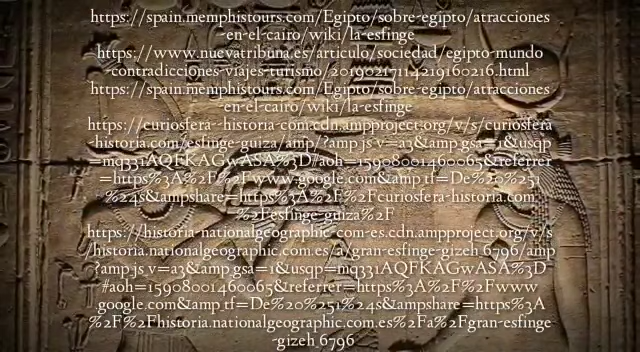 https://spain.memphistours.com/Egipto/sobre-egipto/atracciones
-en-el-cairo/wiki/la-esfinge
https://www.nuevatribuna.es/articulo/sociedad/egipto-mundo
-contradicciones-viajes-turismo/20190217114219160216.html
https://spain.memphistours.com/Egipto/sobre-egipto/atracciones
-en-el-cairo/wiki/la-esfinge
https://curiosfera--historia-com.cdn.ampproject.org/v/s/curiosfera
-historia.com/esfinge-guiza/amp/?amp_js_v=a3&amp_gsa=1&usqp
=mq331AQFKAGwASA%3D#aoh=15908001460065&referrer
=https%3A%2F%2Fwww.google.com&amp_tf=De%20%251
%24s&ampshare=https%3A%2F%2Fcuriosfera-historia.com
%2Fesfinge-guiza%2F
https://historia-nationalgeographic-com-es.cdn.ampproject.org/v/s
/historia.nationalgeographic.com.es/a/gran-esfinge-gizeh_6796/amp
?amp_js_v=a3&amp_gsa=1&usqp=mq331AQFKAGwASA%3D
#aoh=15908001460065&referrer=https%3A%2F%2Fwww
.google.com&amp_tf=De%20%251%24s&ampshare=https%3A
%2F%2Fhistoria.nationalgeographic.com.es%2Fa%2Fgran-esfinge
-gizeh_6796